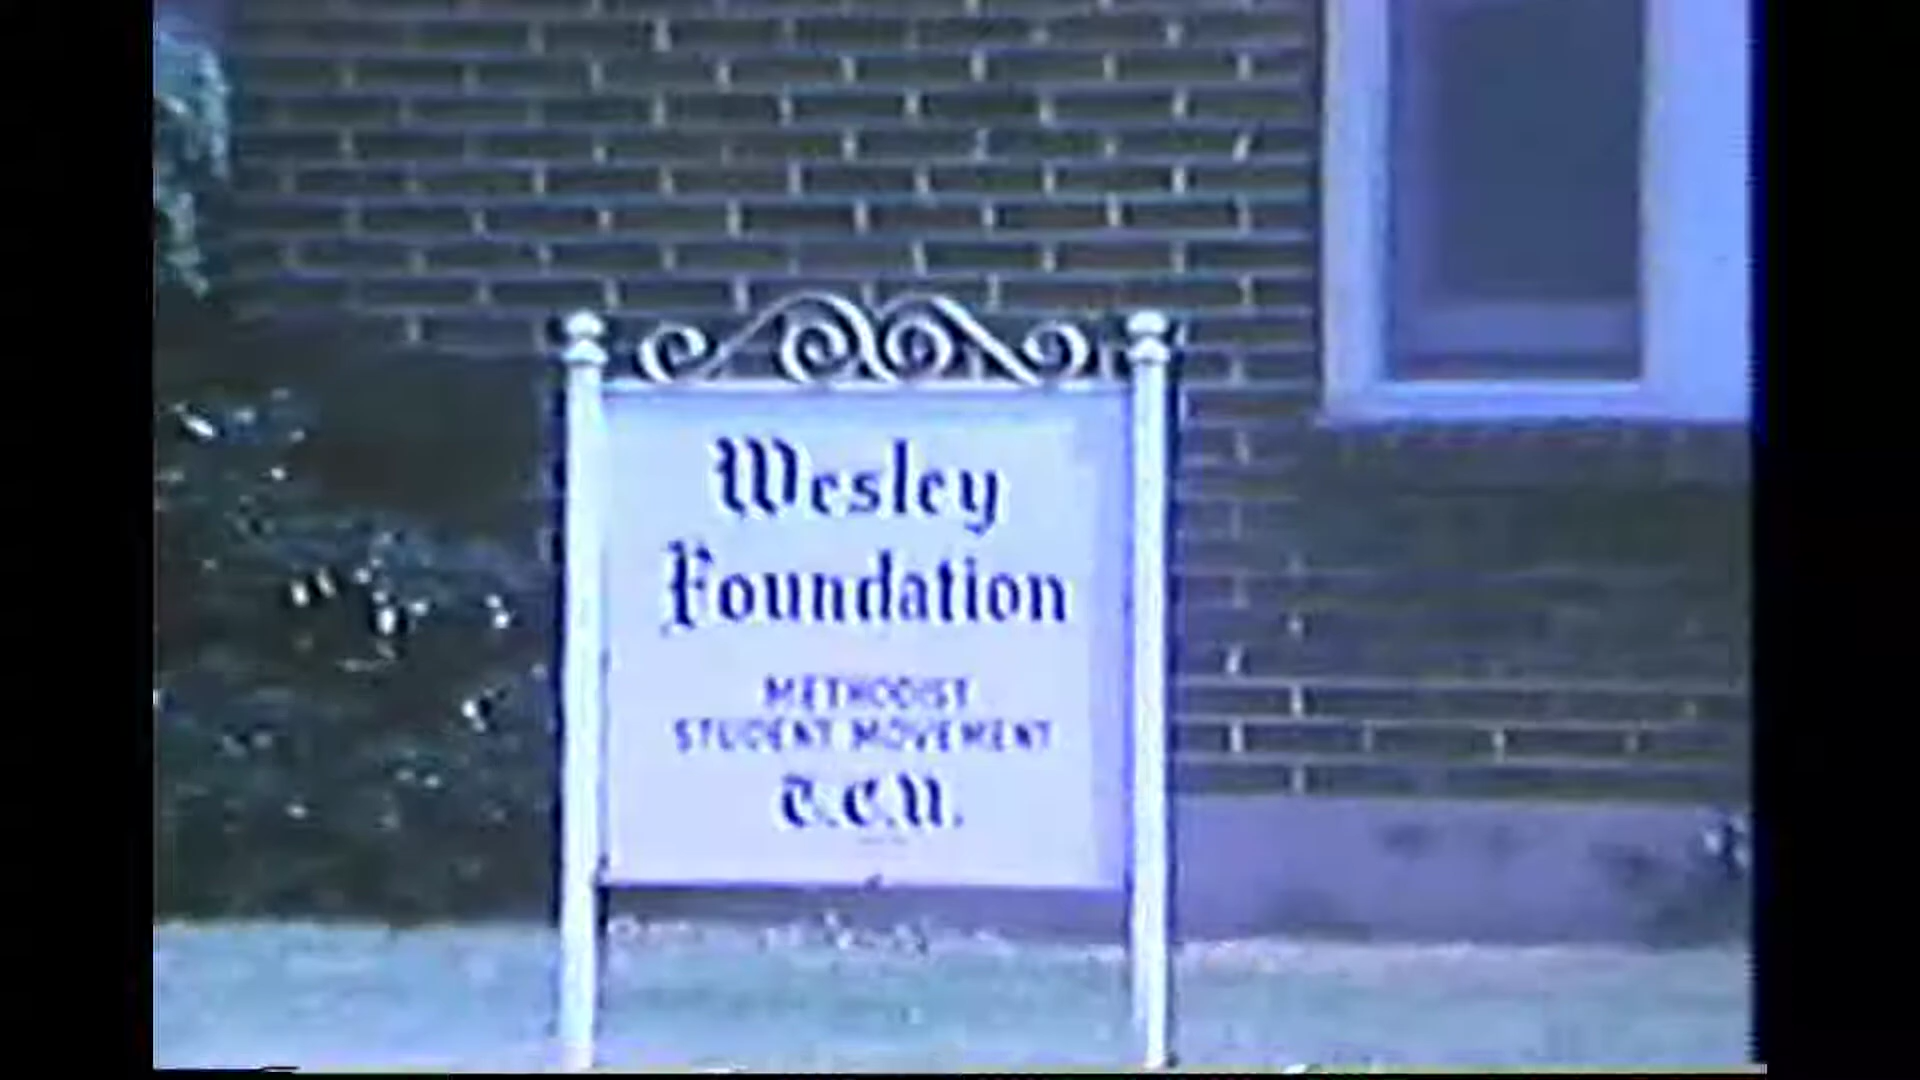 Wesley
Foundation
METHODIST
STUDENT MOVEMENT
T.C.U.